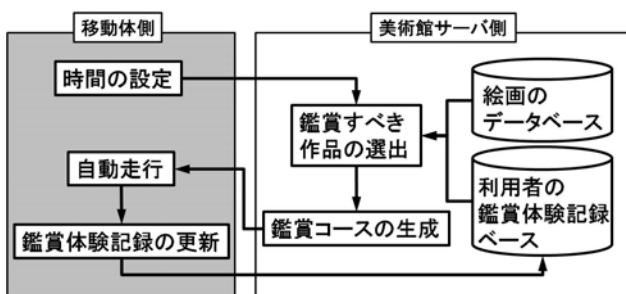 移動体側
美術館サーバ側
時間の設定
鑑賞すべき
作品の選出
絵画の
データベース
自動走行
鑑賞コースの生成
利用者の
鑑賞体験記録
ベース
鑑賞体験記録の更新